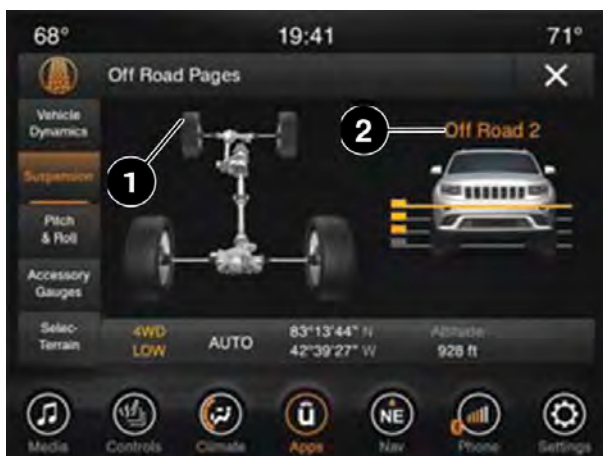 68° 19:41 71°
Off Road Pages X
Vehicle
Dynamics
Suspension
Pitch
& Roll
Accessory
Gauges
Selec-
Terrain
1
2
Off Road 2
4WD
LOW
AUTO
83°13'44" N
42°39'27" W
Altitude
928 ft
ü NE
Media Controls Climate Apps Nav Phone Settings